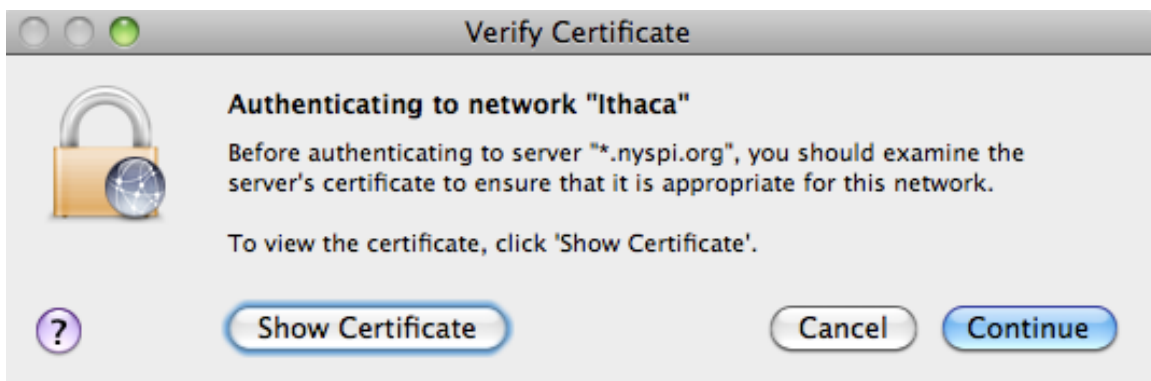 Verify Certificate
Authenticating to network "Ithaca"
Before authenticating to server "*.nyspi.org", you should examine the
server's certificate to ensure that it is appropriate for this network.
To view the certificate, click 'Show Certificate'.
? Show Certificate Cancel Continue